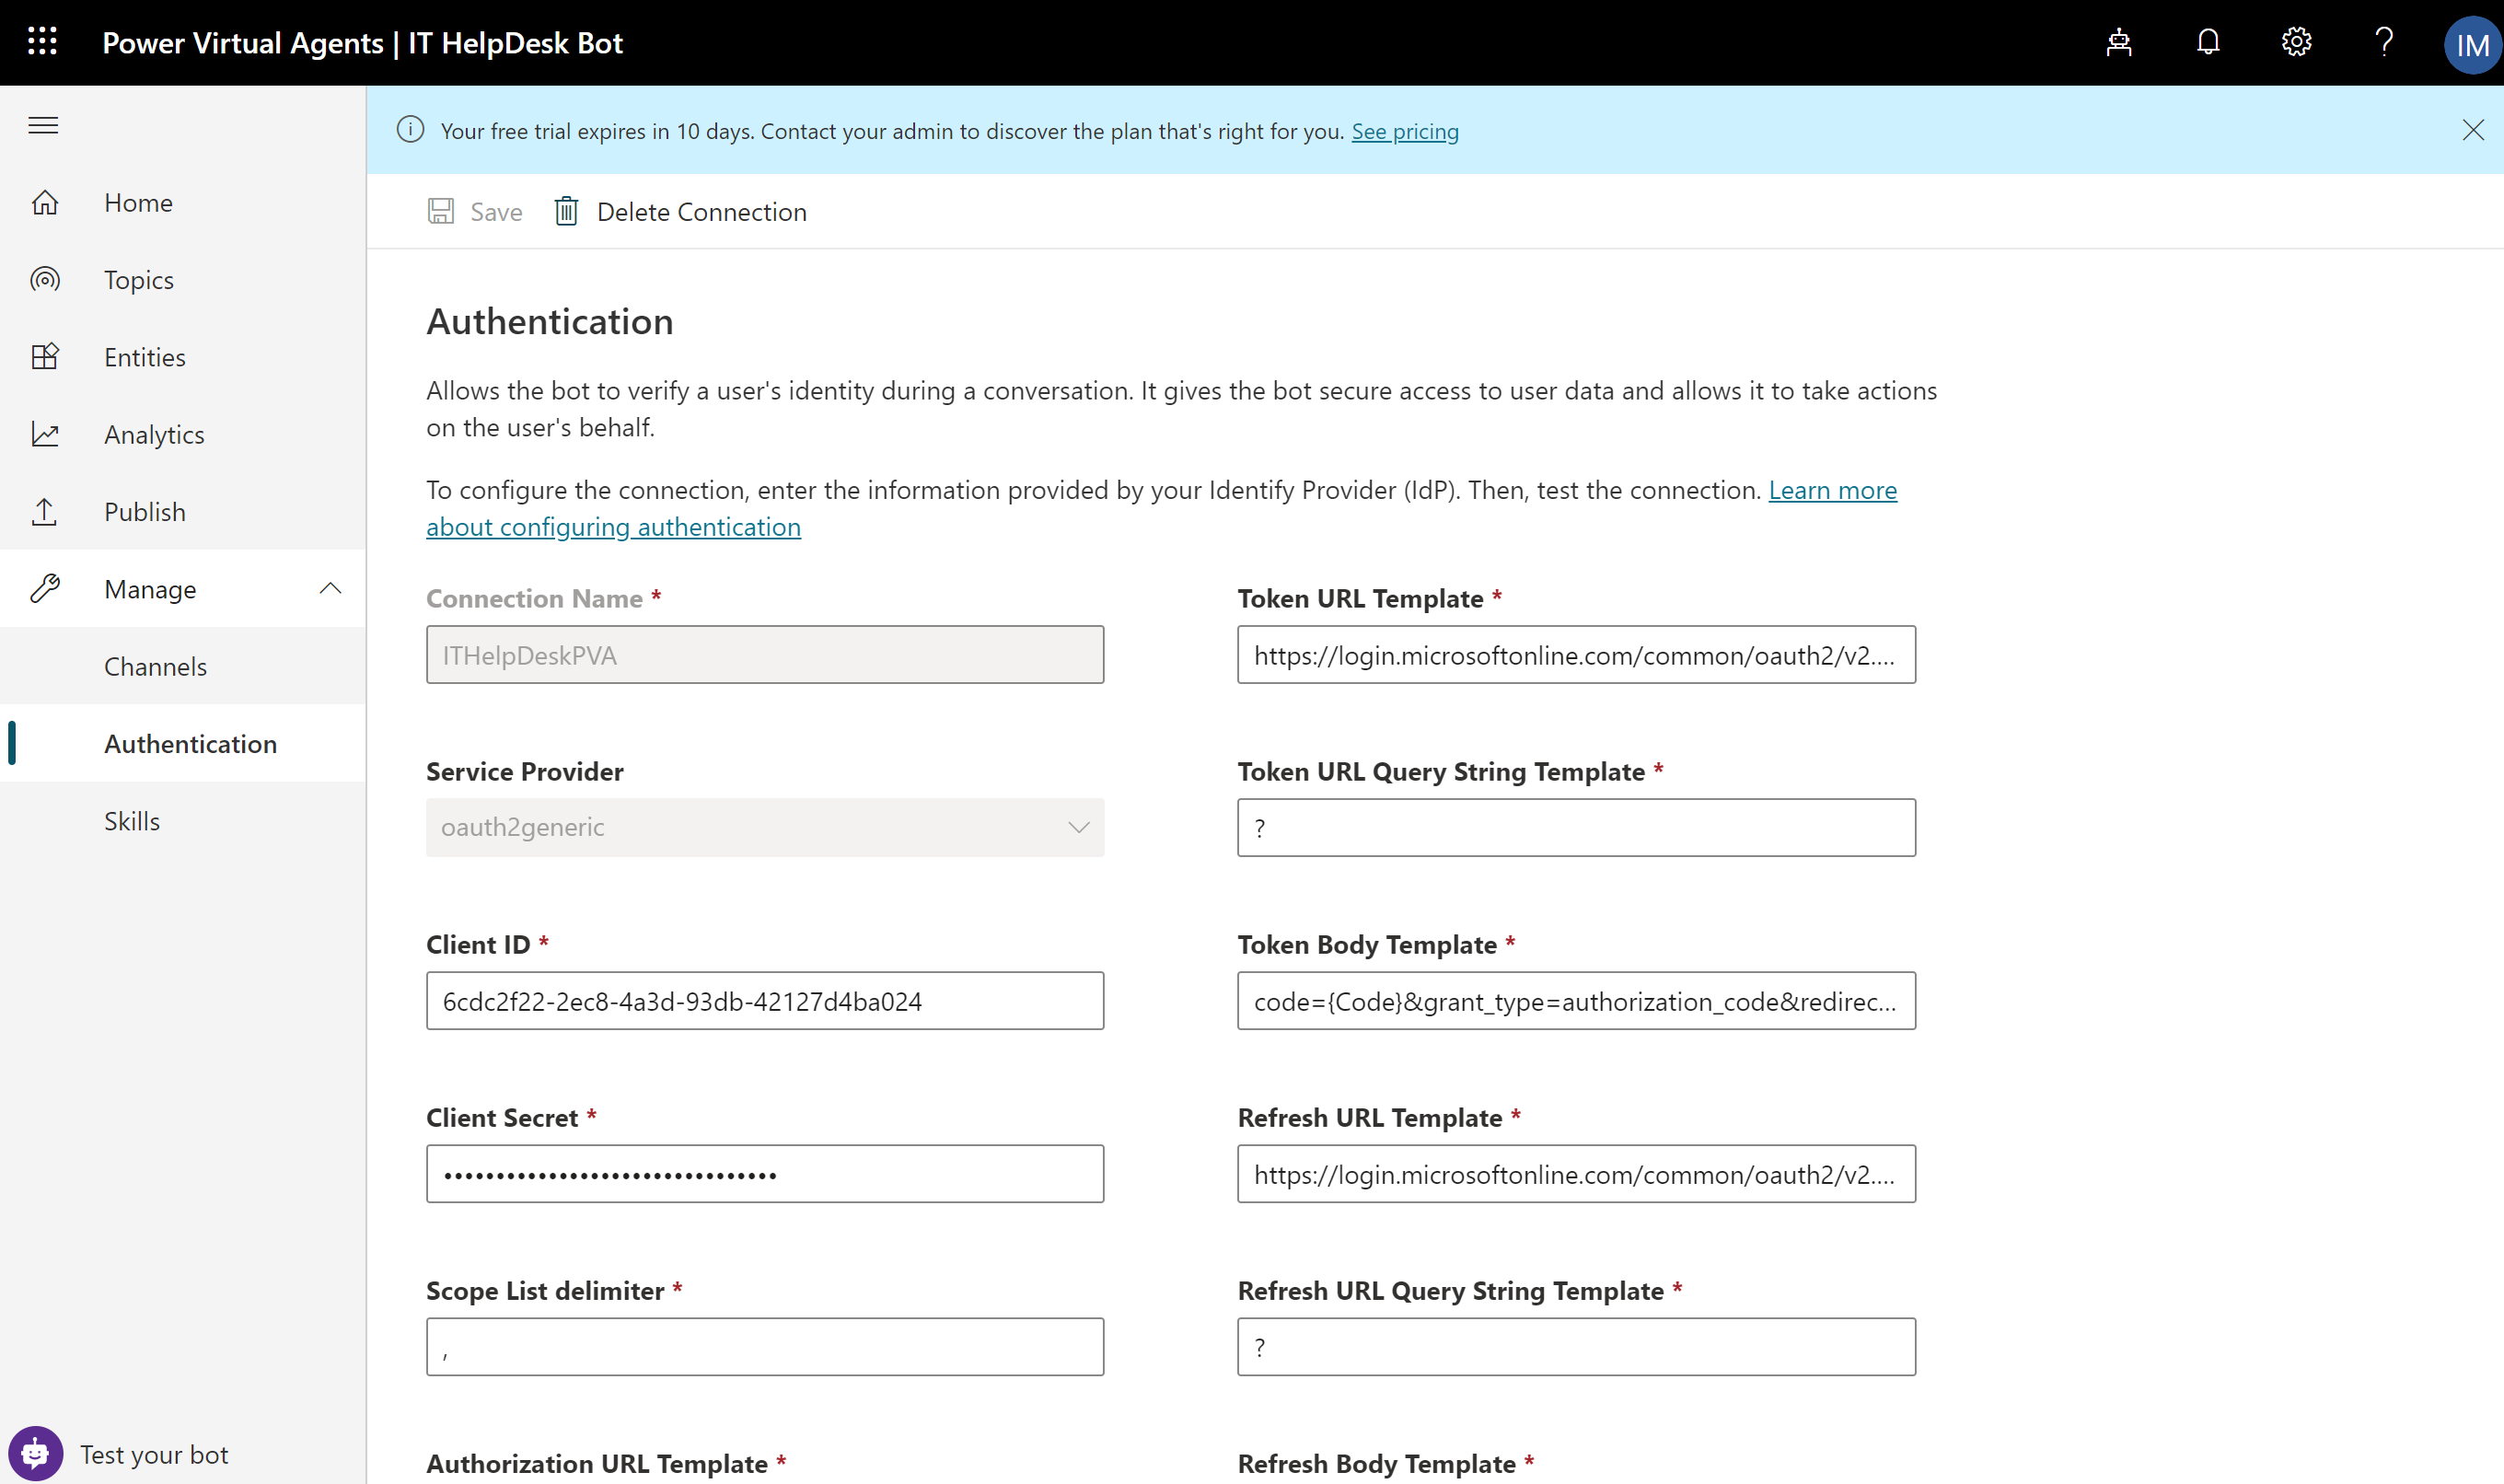 Power Virtual Agents | IT HelpDesk Bot
IM
Your free trial expires in 10 days. Contact your admin to discover the plan that's right for you. See pricing
Home
Topics
Entities
Analytics
Publish
Manage
Channels
Authentication
Skills
Test your bot
Save
Delete Connection
Authentication
Allows the bot to verify a user's identity during a conversation. It gives the bot secure access to user data and allows it to take actions
on the user's behalf.
To configure the connection, enter the information provided by your Identify Provider (IdP). Then, test the connection. Learn more
about configuring authentication
Connection Name *
ITHelpDeskPVA
Service Provider
oauth2generic
Client ID *
6cdc2f22-2ec8-4a3d-93db-42127d4ba024
Client Secret *
••••••••••••••••••••••••••••••••
Scope List delimiter *
,
Authorization URL Template *
Token URL Template *
https://login.microsoftonline.com/common/oauth2/v2....
Token URL Query String Template *
?
Token Body Template *
code={Code}&grant_type=authorization_code&redirec...
Refresh URL Template *
https://login.microsoftonline.com/common/oauth2/v2....
Refresh URL Query String Template *
?
Refresh Body Template *